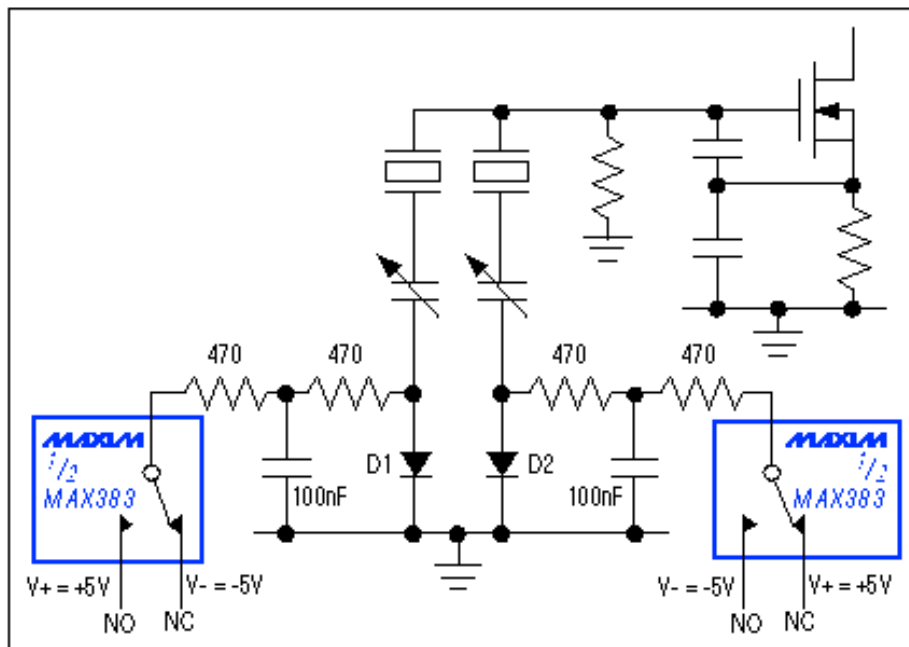 470
470
470
470
MAXIM
1/2
MAX383
D1
D2
MAXIM
1/2
MAX383
100nF
100nF
V+ = +5V
V- = -5V
V- = -5V
V+ = +5V
NO
NC
NO
NC